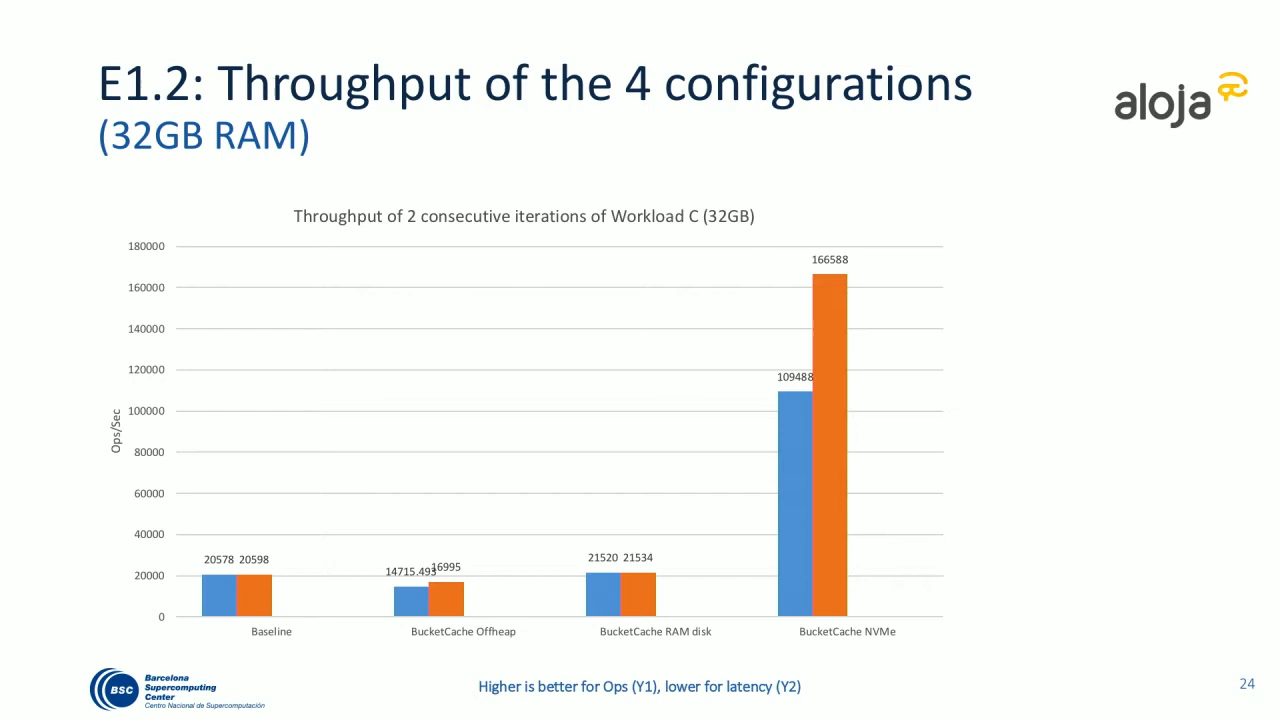 E1.2: Throughput of the 4 configurations
(32GB RAM)
aloja
Throughput of 2 consecutive iterations of Workload C (32GB)
180000
160000
140000
120000
100000
80000
60000
40000
20000
0
Ops/Sec
20578 20598
14715.493
16995
21520 21534
109488
166588
Baseline
BucketCache Offheap
BucketCache RAM disk
BucketCache NVMe
BSC
Barcelona
Supercomputing
Center
Centro Nacional de Supercomputación
Higher is better for Ops (Y1), lower for latency (Y2)
24